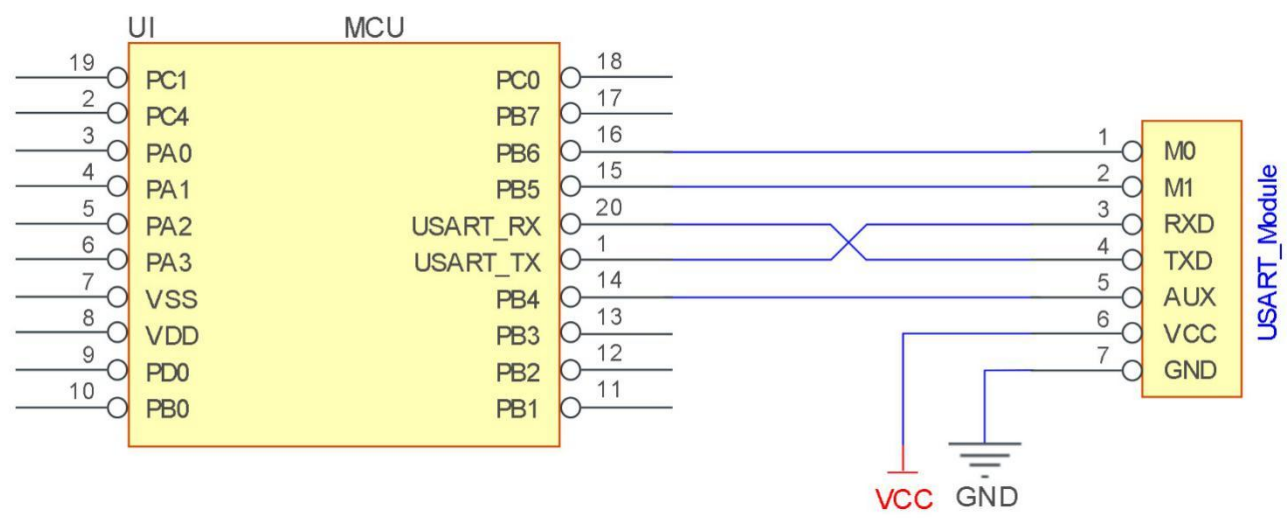 UI MCU
19 PC1 PC0 18
2 PC4 PB7 17
3 PA0 PB6 16 1 M0
4 PA1 PB5 15 2 M1
5 PA2 USART_RX 20 3 RXD
6 PA3 USART_TX 1 4 TXD
7 VSS PB4 14 5 AUX
8 VDD PB3 13 6 VCC
9 PD0 PB2 12 7 GND
10 PB0 PB1 11
USART_Module
VCC GND